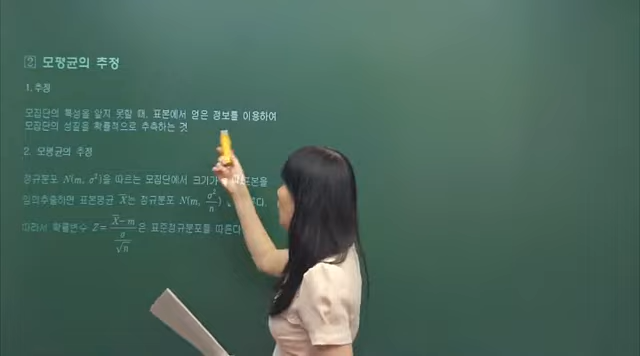 ② 모평균의 추정
1. 추정
모집단의 특성을 알지 못할 때, 표본에서 얻은 정보를 이용하여
모집단의 성질을 확률적으로 추측하는 것
2. 모평균의 추정
정규분포 N(m, σ²)을 따르는 모집단에서 크기가 표본을
임의추출하면 표본평균 X̄는 정규분포 N(m, σ²/n)
따라서 확률변수 Z= (X̄−m)/(σ/√n) 은 표준정규분포를 따른다